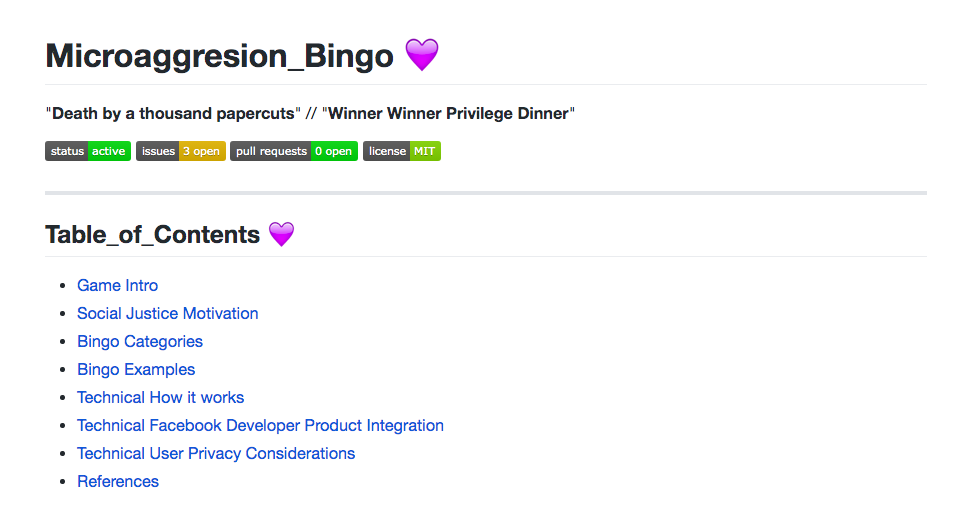 Microaggresion_Bingo 💜
"Death by a thousand papercuts" // "Winner Winner Privilege Dinner"
status active issues 3 open pull requests 0 open license MIT
Table_of_Contents 💜
• Game Intro
• Social Justice Motivation
• Bingo Categories
• Bingo Examples
• Technical How it works
• Technical Facebook Developer Product Integration
• Technical User Privacy Considerations
• References